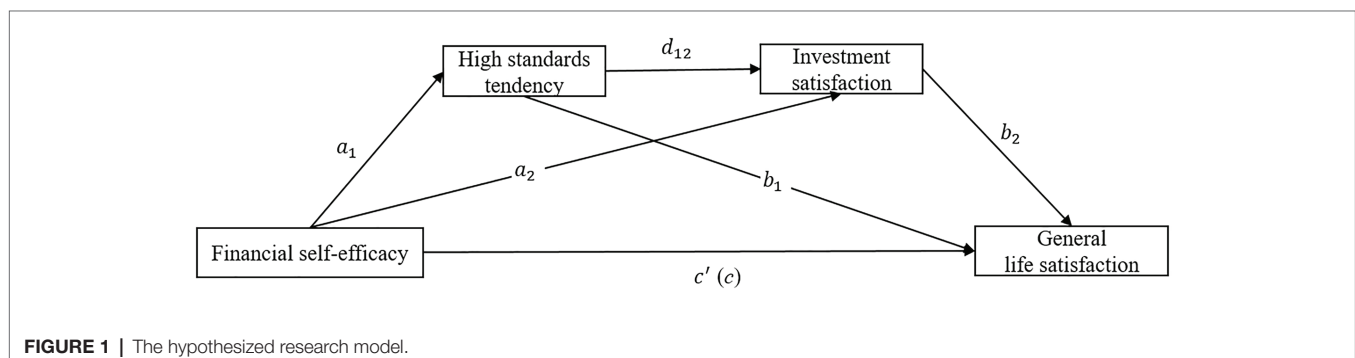 High standards
tendency
d12
Investment
satisfaction
a1
a2
b1
b2
Financial self-efficacy
General
life satisfaction
c′ (c)
FIGURE 1 | The hypothesized research model.